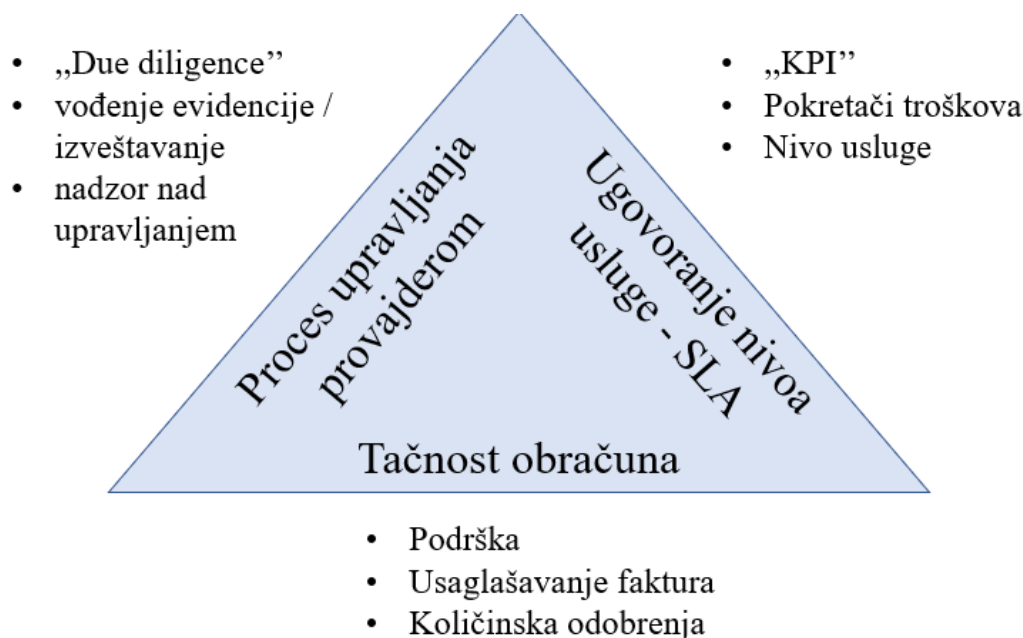 • „Due diligence”
• vođenje evidencije /
izveštavanje
• nadzor nad
upravljanjem
• „KPI”
• Pokretači troškova
• Nivo usluge
Proces upravljanja
provajderom
Ugovoranje nivoa
usluge - SLA
Tačnost obračuna
• Podrška
• Usaglašavanje faktura
• Količinska odobrenja